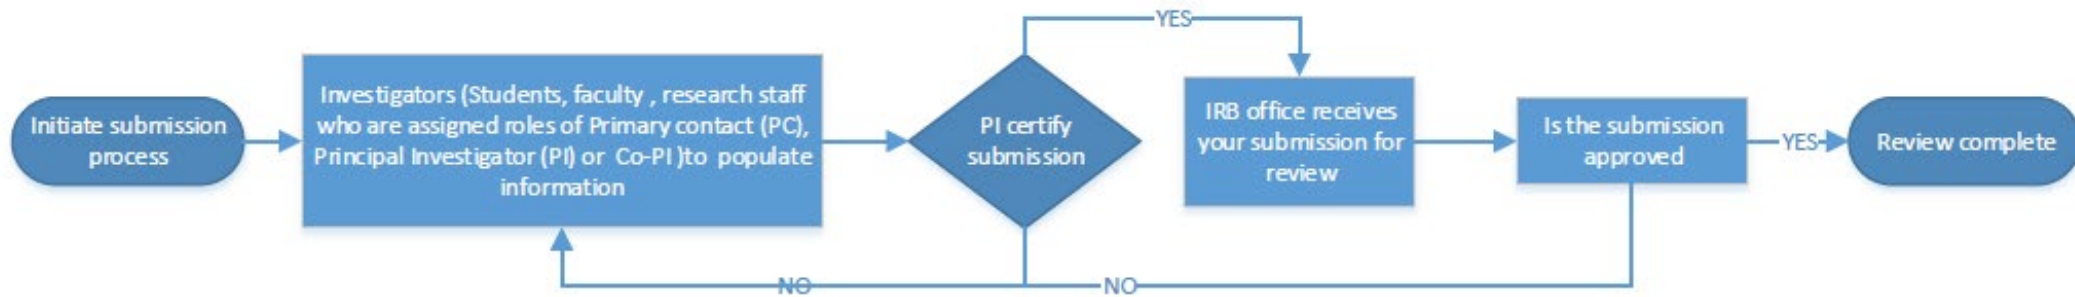 Initiate submission
process
Investigators (Students, faculty , research staff
who are assigned roles of Primary contact (PC),
Principal Investigator (PI) or Co-PI )to populate
information
PI certify
submission
YES
IRB office receives
your submission for
review
Is the submission
approved
YES
Review complete
NO
NO